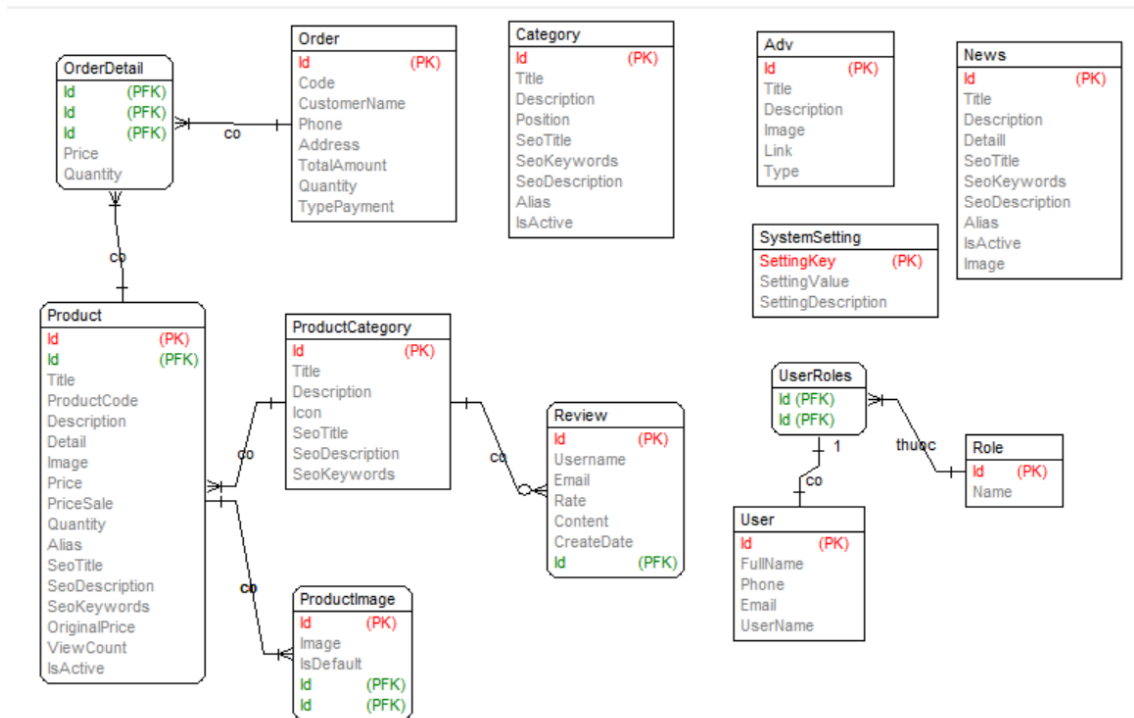 OrderDetail
Id (PFK)
Id (PFK)
Id (PFK)
Price
Quantity
co
Order
Id (PK)
Code
CustomerName
Phone
Address
TotalAmount
Quantity
TypePayment
Category
Id (PK)
Title
Description
Position
SeoTitle
SeoKeywords
SeoDescription
Alias
IsActive
Adv
Id (PK)
Title
Description
Image
Link
Type
News
Id (PK)
Title
Description
Detaill
SeoTitle
SeoKeywords
SeoDescription
Alias
IsActive
Image
SystemSetting
SettingKey (PK)
SettingValue
SettingDescription
co
Product
Id (PK)
Id (PFK)
Title
ProductCode
Description
Detail
Image
Price
PriceSale
Quantity
Alias
SeoTitle
SeoDescription
SeoKeywords
OriginalPrice
ViewCount
IsActive
co
ProductCategory
Id (PK)
Title
Description
Icon
SeoTitle
SeoDescription
SeoKeywords
co
Review
Id (PK)
Username
Email
Rate
Content
CreateDate
Id (PFK)
co
ProductImage
Id (PK)
Image
IsDefault
Id (PFK)
Id (PFK)
UserRoles
Id (PFK)
Id (PFK)
1
thuoc
Role
Id (PK)
Name
co
User
Id (PK)
FullName
Phone
Email
UserName